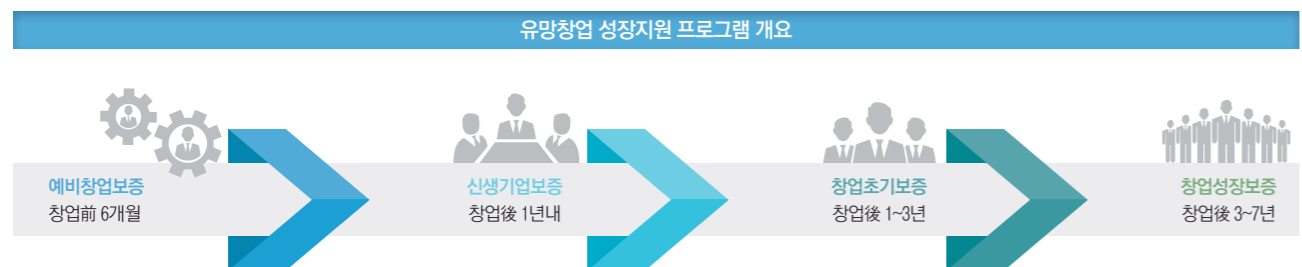 유망창업 성장지원 프로그램 개요
예비창업보증
창업前 6개월
신생기업보증
창업後 1년내
창업초기보증
창업後 1~3년
창업성장보증
창업後 3~7년